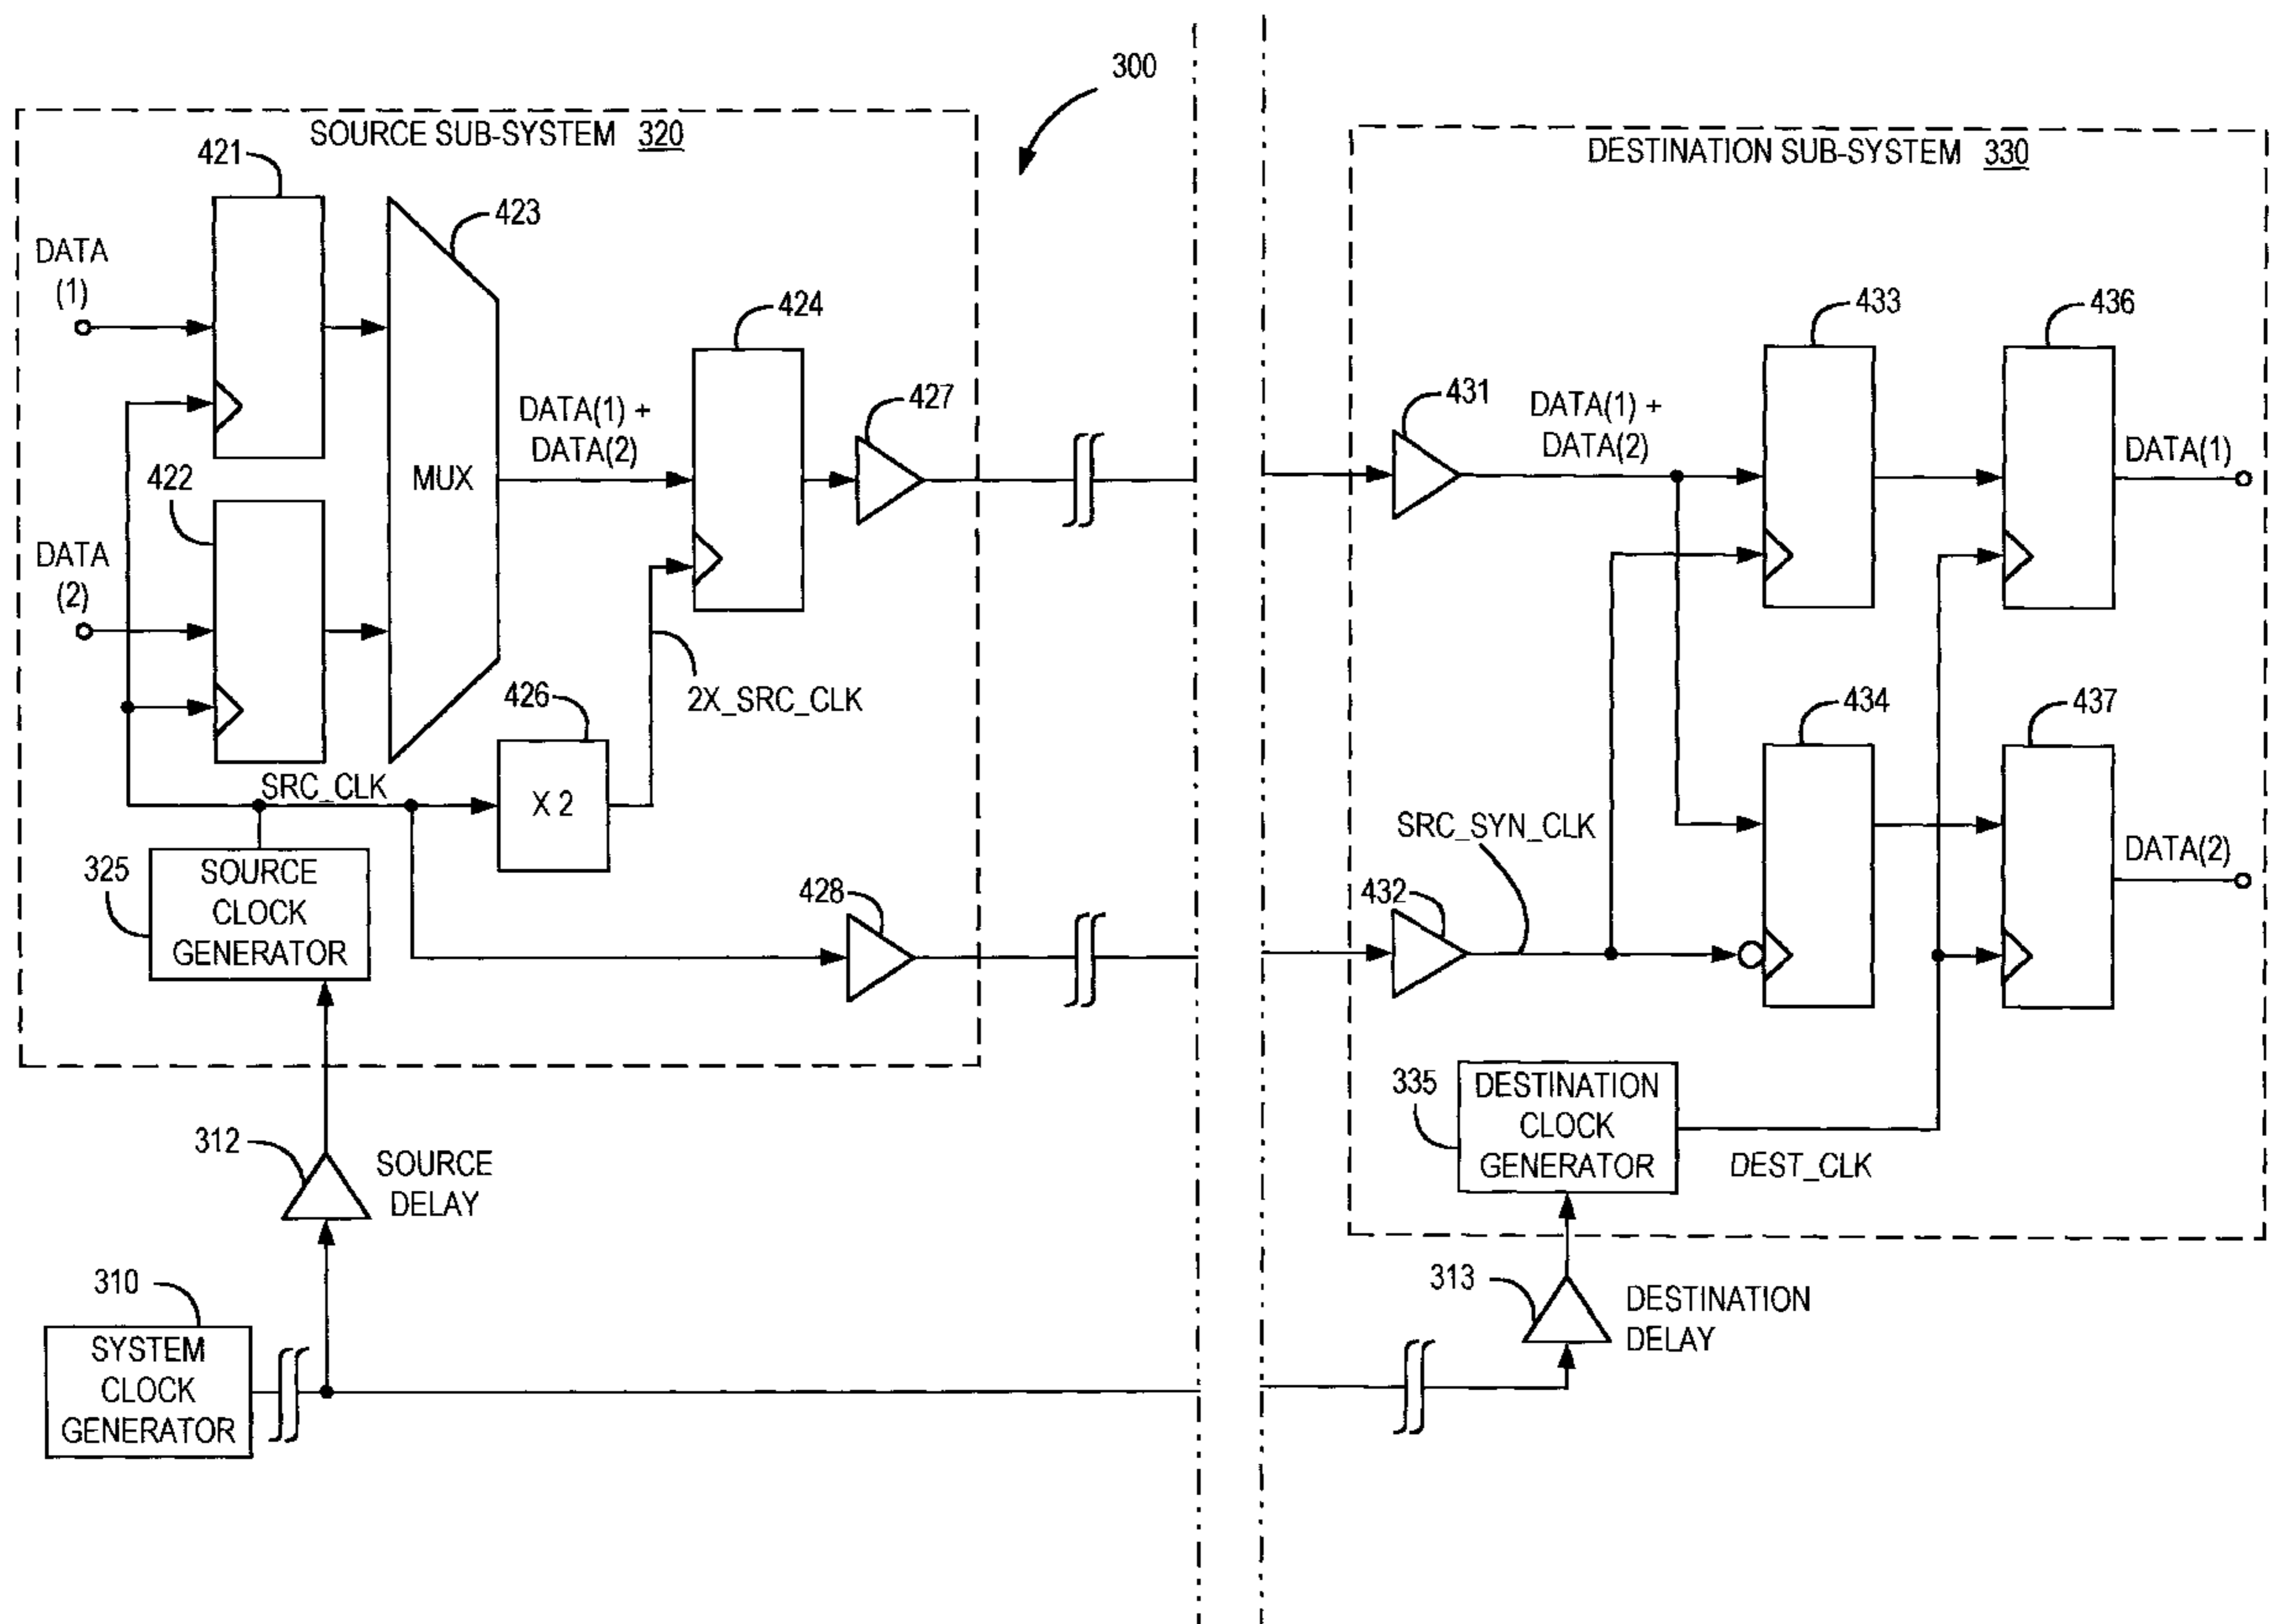 300
SOURCE SUB-SYSTEM 320
421
423
DATA
(1)
422
DATA
(2)
MUX
DATA(1) +
DATA(2)
424
427
426
2X_SRC_CLK
X 2
SRC_CLK
325
SOURCE
CLOCK
GENERATOR
428
312
SOURCE
DELAY
310
SYSTEM
CLOCK
GENERATOR
DESTINATION SUB-SYSTEM 330
431
DATA(1) +
DATA(2)
433
436
DATA(1)
434
437
SRC_SYN_CLK
432
DATA(2)
335
DESTINATION
CLOCK
GENERATOR
DEST_CLK
313
DESTINATION
DELAY